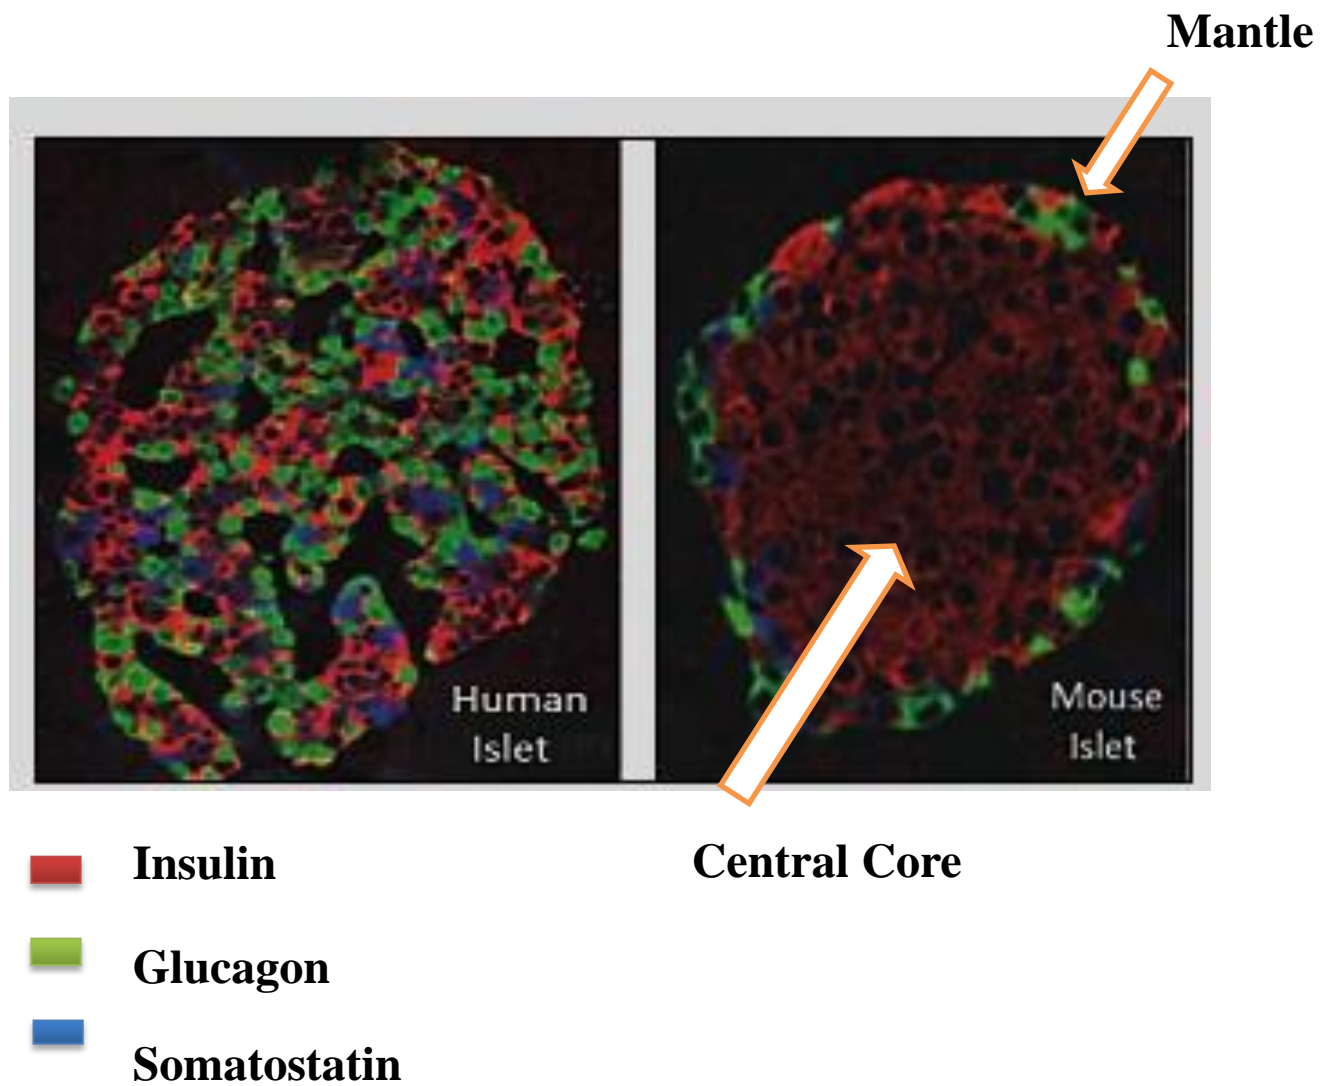 Mantle
Human
Islet
Mouse
Islet
Central Core
Insulin
Glucagon
Somatostatin